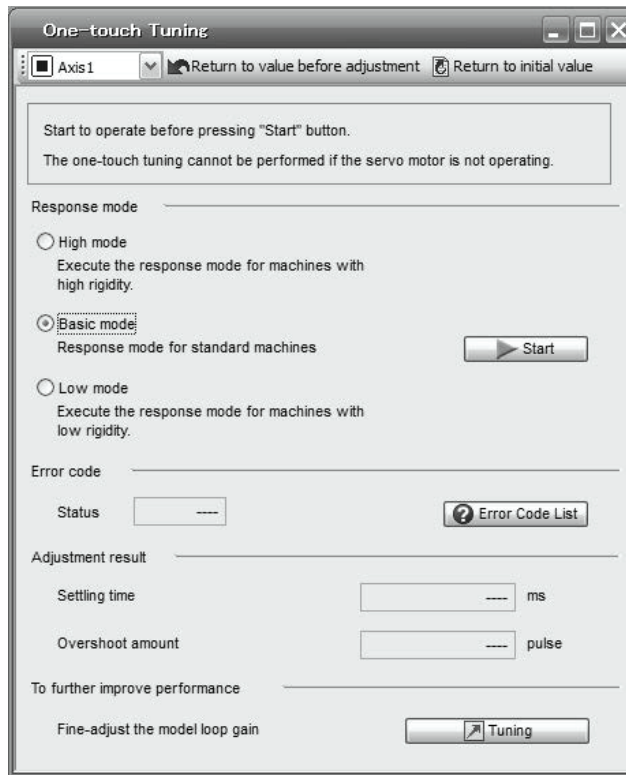 One-touch Tuning
Axis1 Return to value before adjustment Return to initial value
Start to operate before pressing "Start" button.
The one-touch tuning cannot be performed if the servo motor is not operating.
Response mode
High mode
Execute the response mode for machines with
high rigidity.
Basic mode
Response mode for standard machines
Start
Low mode
Execute the response mode for machines with
low rigidity.
Error code
Status ---- Error Code List
Adjustment result
Settling time ---- ms
Overshoot amount ---- pulse
To further improve performance
Fine-adjust the model loop gain Tuning